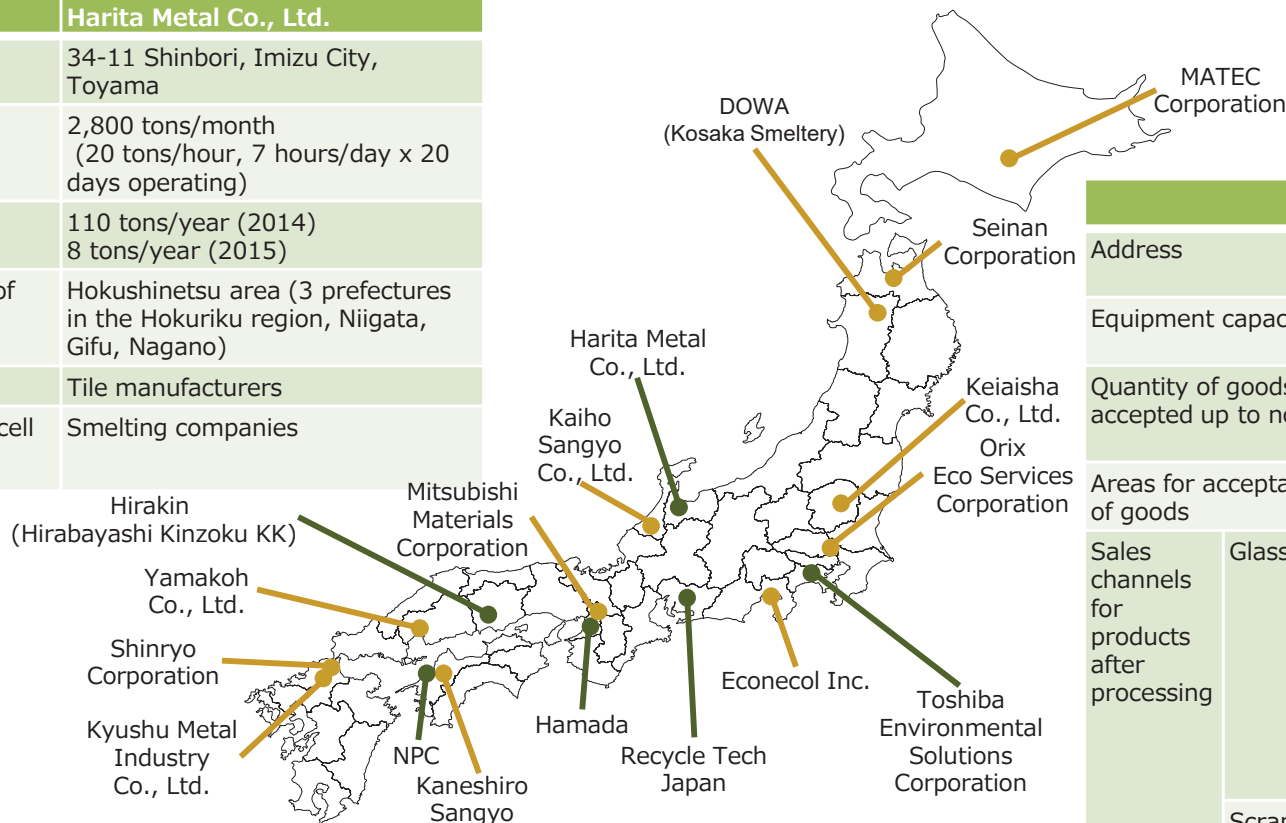 Harita Metal Co., Ltd.
34-11 Shinbori, Imizu City,
Toyama
2,800 tons/month
(20 tons/hour, 7 hours/day x 20
days operating)
110 tons/year (2014)
8 tons/year (2015)
of
Hokushinetsu area (3 prefectures
in the Hokuriku region, Niigata,
Gifu, Nagano)
Tile manufacturers
cell
Smelting companies
MATEC
Corporation
DOWA
(Kosaka Smeltery)
Seinan
Corporation
Harita Metal
Co., Ltd.
Kaiho
Sangyo
Co., Ltd.
Keiaisha
Co., Ltd.
Orix
Eco Services
Corporation
Mitsubishi
Materials
Corporation
Hirakin
(Hirabayashi Kinzoku KK)
Yamakoh
Co., Ltd.
Shinryo
Corporation
Kyushu Metal
Industry
Co., Ltd.
NPC
Kaneshiro
Sangyo
Hamada
Recycle Tech
Japan
Econecol Inc.
Toshiba
Environmental
Solutions
Corporation
Address
Equipment capac
Quantity of goods
accepted up to no
Areas for accepta
of goods
Sales
channels
for
products
after
processing
Glass
Scrap